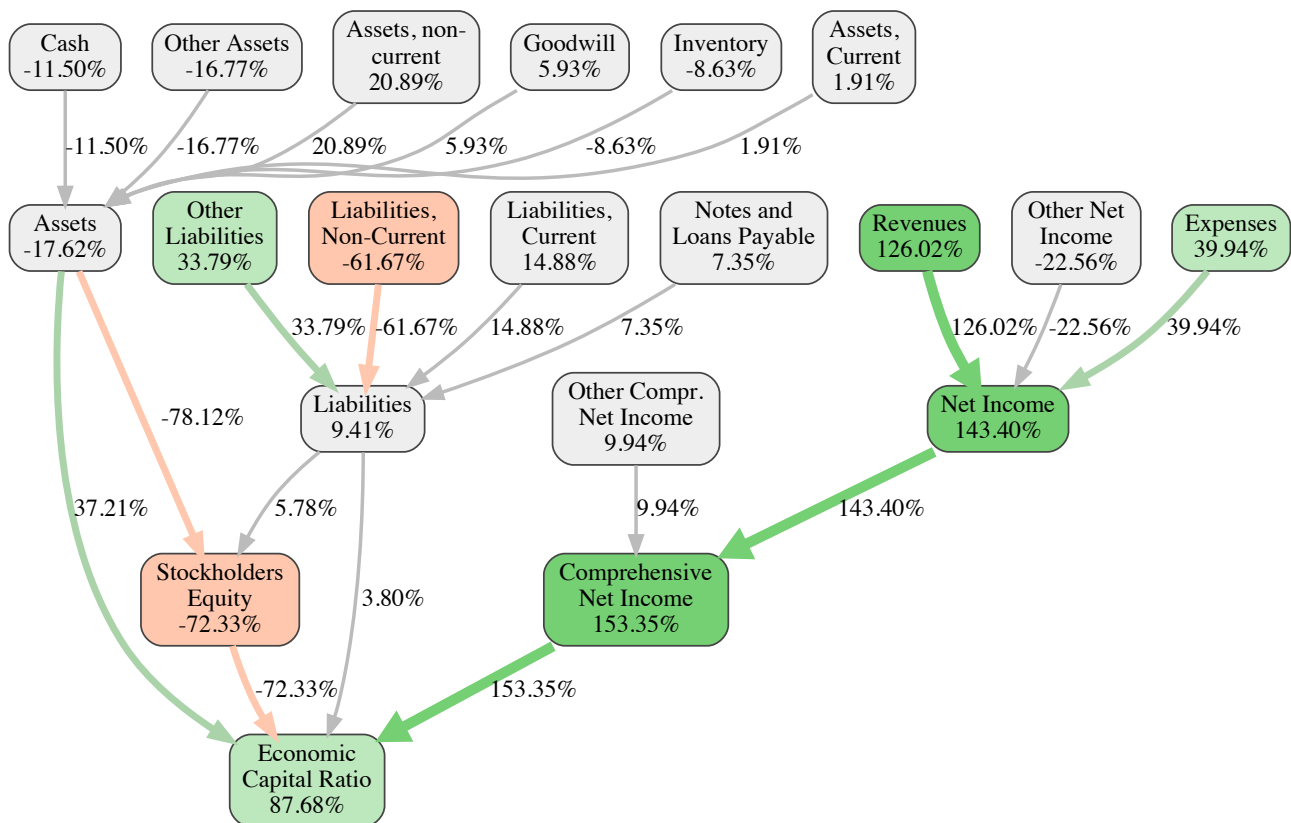 Cash
-11.50%
Other Assets
-16.77%
Assets, non-
current
20.89%
Goodwill
5.93%
Inventory
-8.63%
Assets,
Current
1.91%
-11.50%
-16.77%
20.89%
5.93%
-8.63%
1.91%
Assets
-17.62%
Other
Liabilities
33.79%
Liabilities,
Non-Current
-61.67%
Liabilities,
Current
14.88%
Notes and
Loans Payable
7.35%
Revenues
126.02%
Other Net
Income
-22.56%
Expenses
39.94%
33.79%
-61.67%
14.88%
7.35%
126.02%
-22.56%
39.94%
Liabilities
9.41%
Other Compr.
Net Income
9.94%
Net Income
143.40%
-78.12%
37.21%
5.78%
9.94%
143.40%
Stockholders
Equity
-72.33%
3.80%
Comprehensive
Net Income
153.35%
-72.33%
153.35%
Economic
Capital Ratio
87.68%